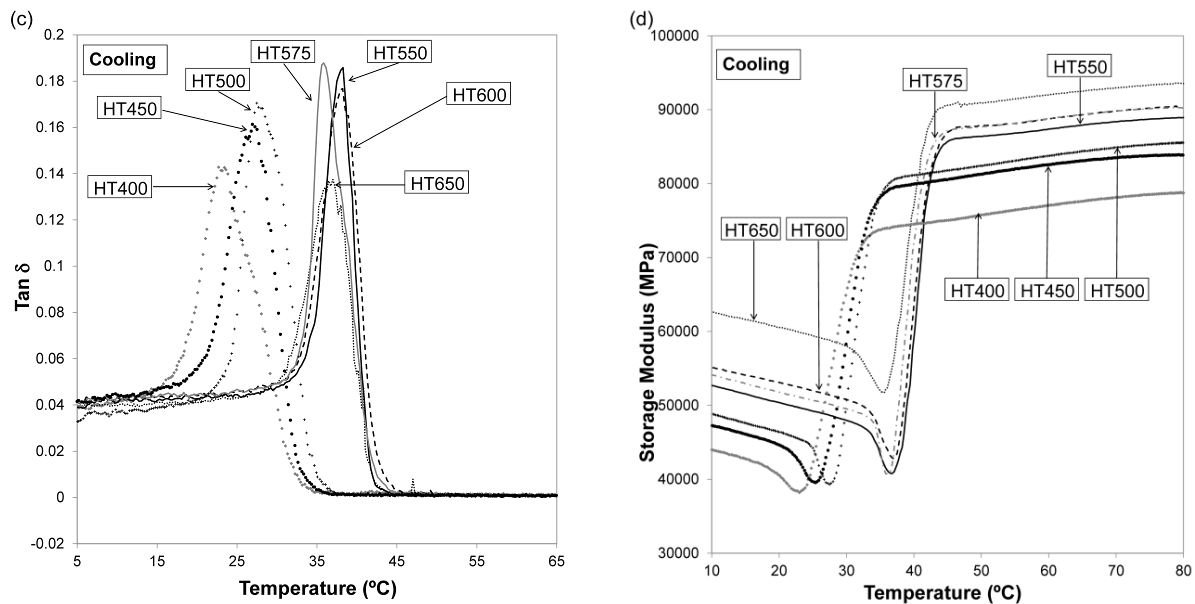 (c)
0.2
0.18
0.16
0.14
0.12
0.1
0.08
0.06
0.04
0.02
0
-0.02
Tan δ
Cooling
HT575
HT550
HT500
HT450
HT600
HT400
HT650
5
15
25
35
45
55
65
Temperature (ºC)
(d)
100000
90000
80000
70000
60000
50000
40000
30000
Storage Modulus (MPa)
Cooling
HT575
HT550
HT650
HT600
HT400
HT450
HT500
10
20
30
40
50
60
70
80
Temperature (ºC)